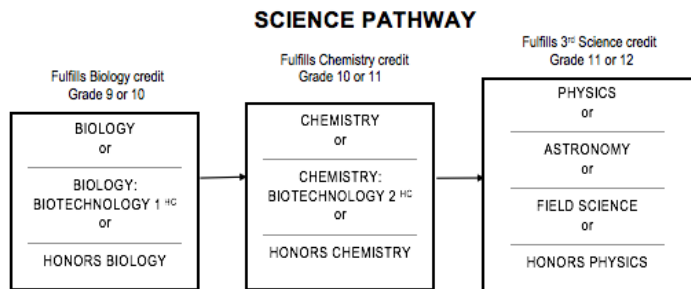 SCIENCE PATHWAY
Fulfills Biology credit
Grade 9 or 10
BIOLOGY
or
BIOLOGY:
BIOTECHNOLOGY 1 HC
or
HONORS BIOLOGY
Fulfills Chemistry credit
Grade 10 or 11
CHEMISTRY
or
CHEMISTRY:
BIOTECHNOLOGY 2 HC
or
HONORS CHEMISTRY
Fulfills 3rd Science credit
Grade 11 or 12
PHYSICS
or
ASTRONOMY
or
FIELD SCIENCE
or
HONORS PHYSICS